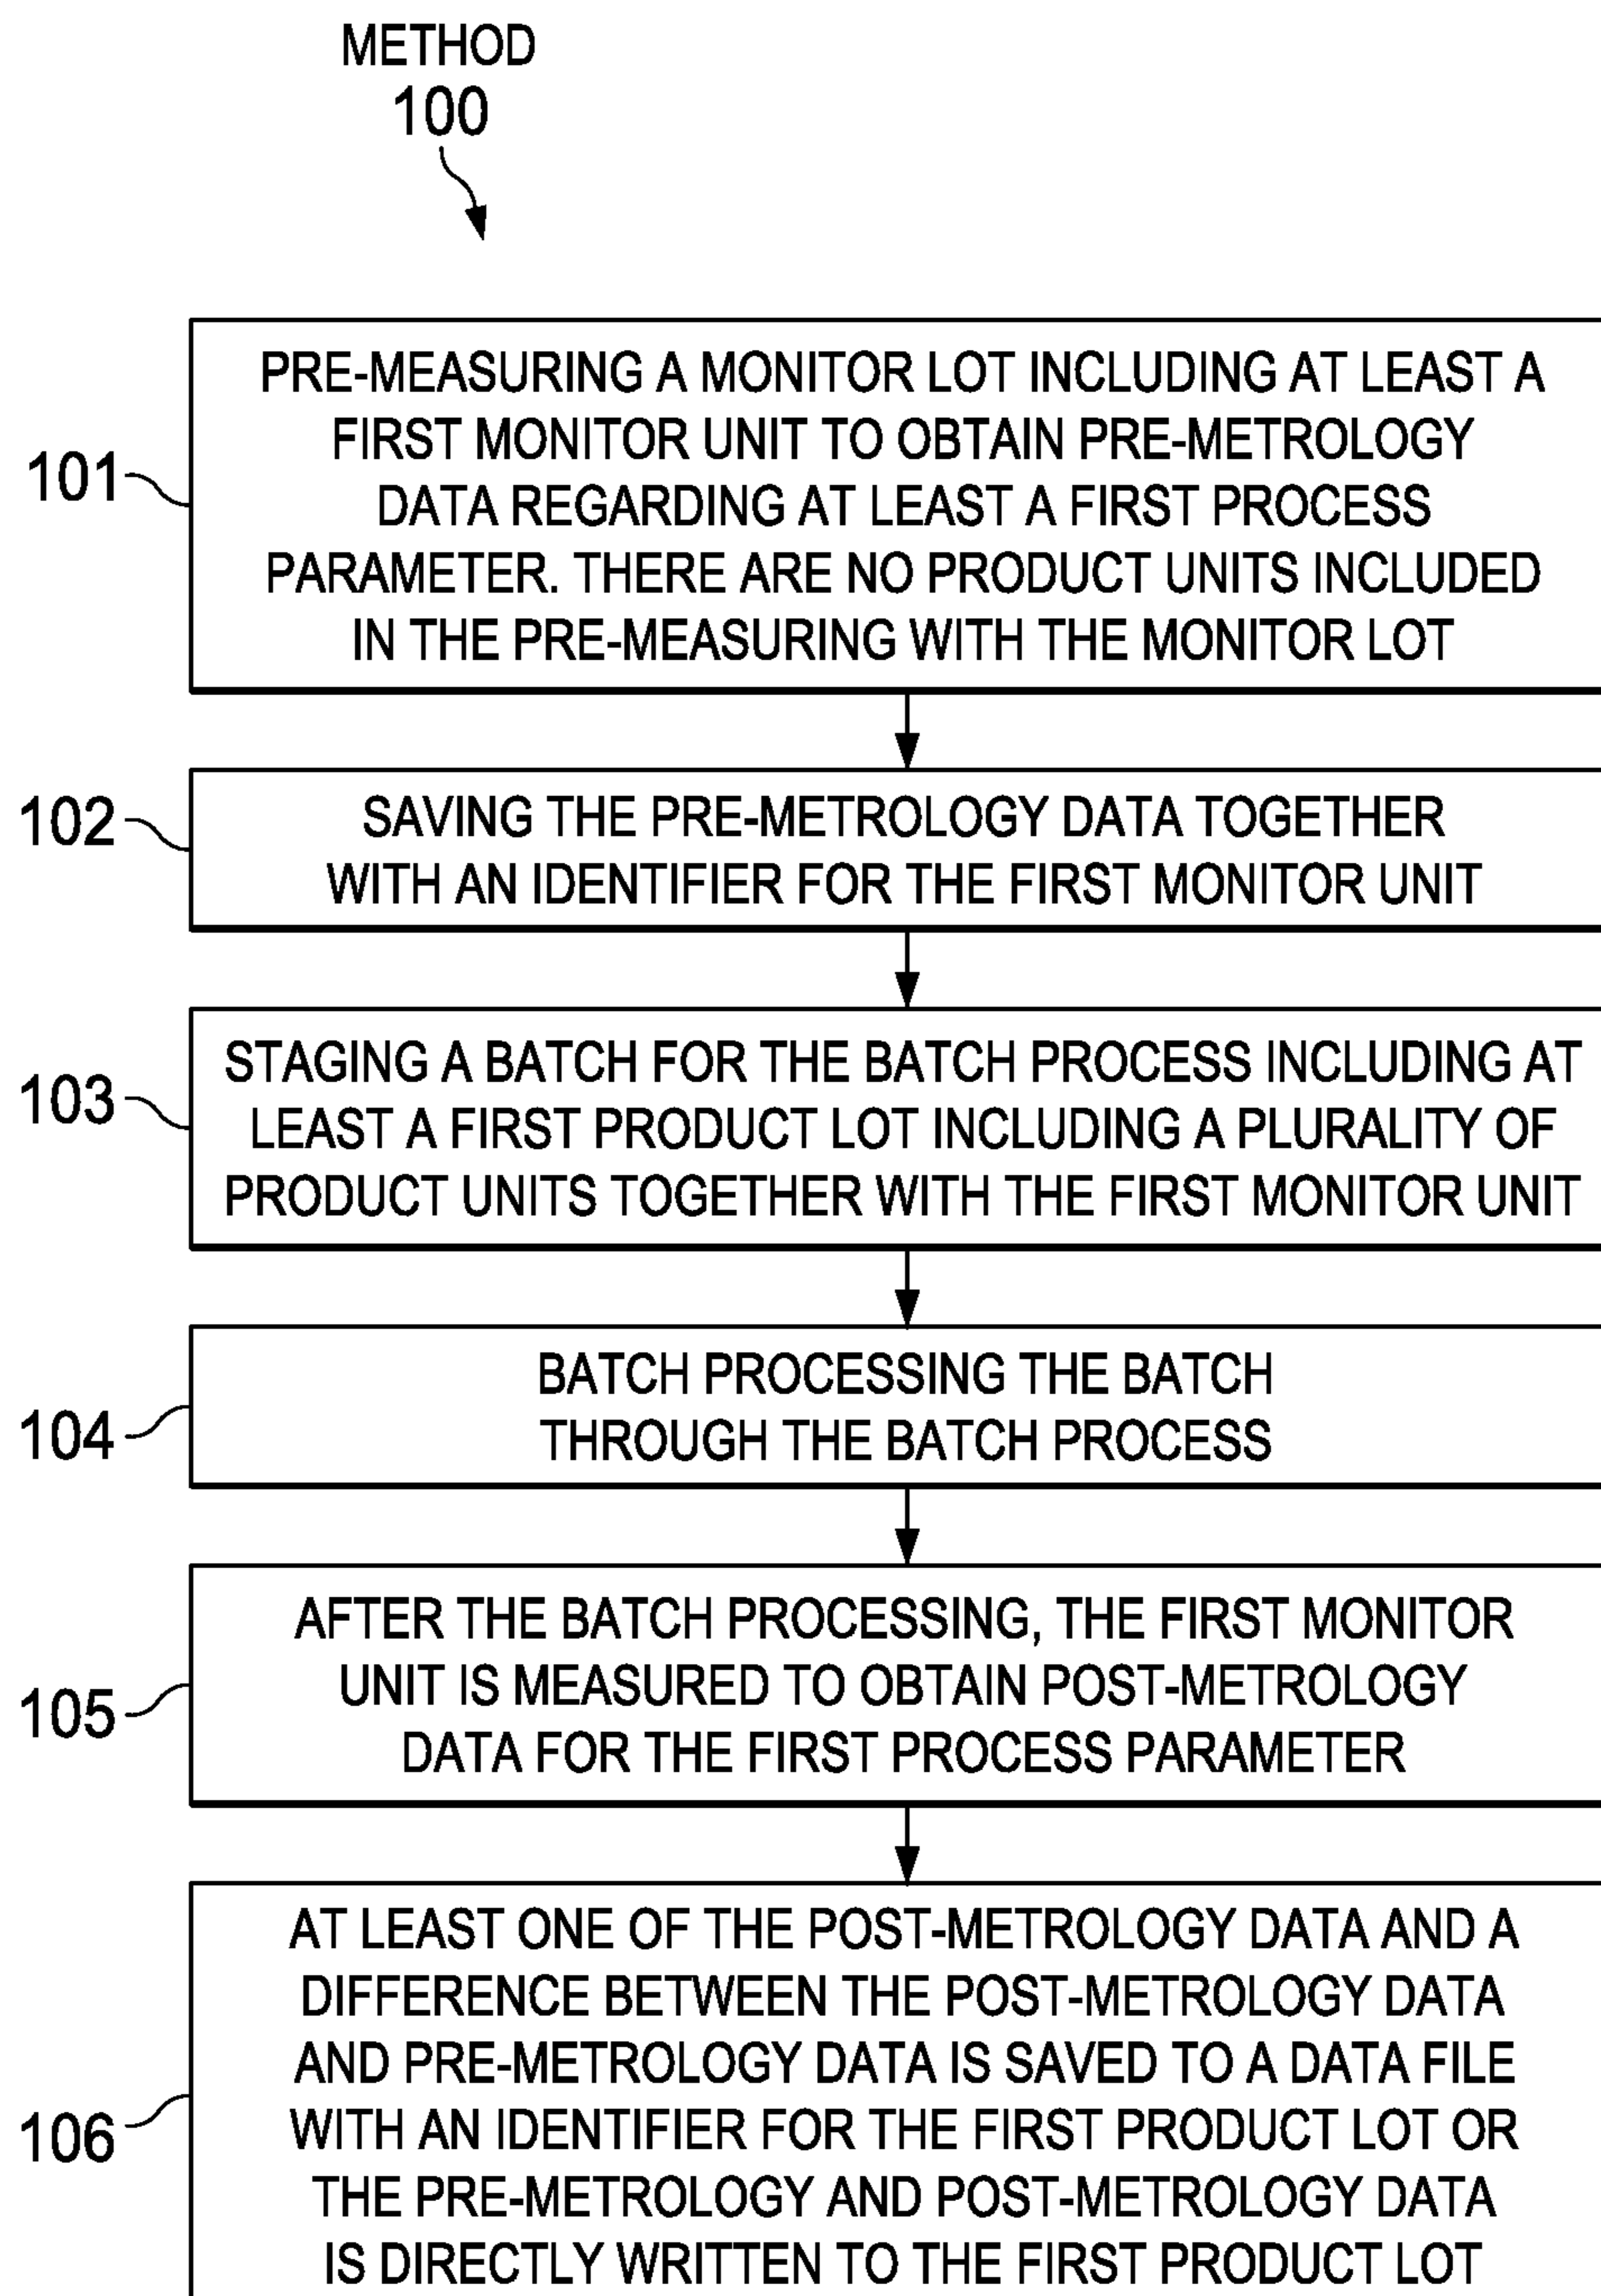 METHOD
100
101
PRE-MEASURING A MONITOR LOT INCLUDING AT LEAST A
FIRST MONITOR UNIT TO OBTAIN PRE-METROLOGY
DATA REGARDING AT LEAST A FIRST PROCESS
PARAMETER. THERE ARE NO PRODUCT UNITS INCLUDED
IN THE PRE-MEASURING WITH THE MONITOR LOT
102
SAVING THE PRE-METROLOGY DATA TOGETHER
WITH AN IDENTIFIER FOR THE FIRST MONITOR UNIT
103
STAGING A BATCH FOR THE BATCH PROCESS INCLUDING AT
LEAST A FIRST PRODUCT LOT INCLUDING A PLURALITY OF
PRODUCT UNITS TOGETHER WITH THE FIRST MONITOR UNIT
104
BATCH PROCESSING THE BATCH
THROUGH THE BATCH PROCESS
105
AFTER THE BATCH PROCESSING, THE FIRST MONITOR
UNIT IS MEASURED TO OBTAIN POST-METROLOGY
DATA FOR THE FIRST PROCESS PARAMETER
106
AT LEAST ONE OF THE POST-METROLOGY DATA AND A
DIFFERENCE BETWEEN THE POST-METROLOGY DATA
AND PRE-METROLOGY DATA IS SAVED TO A DATA FILE
WITH AN IDENTIFIER FOR THE FIRST PRODUCT LOT OR
THE PRE-METROLOGY AND POST-METROLOGY DATA
IS DIRECTLY WRITTEN TO THE FIRST PRODUCT LOT